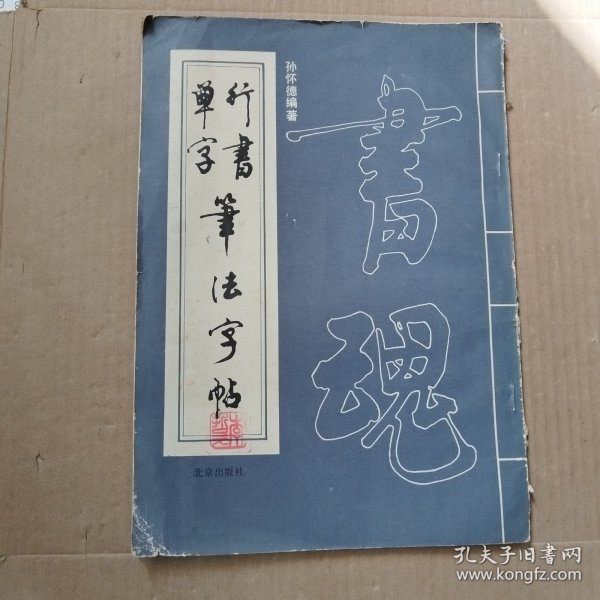 行書
單字
筆法字帖
孙怀德编著
書魂
北京出版社
孔夫子旧书网
www.kongfz.com